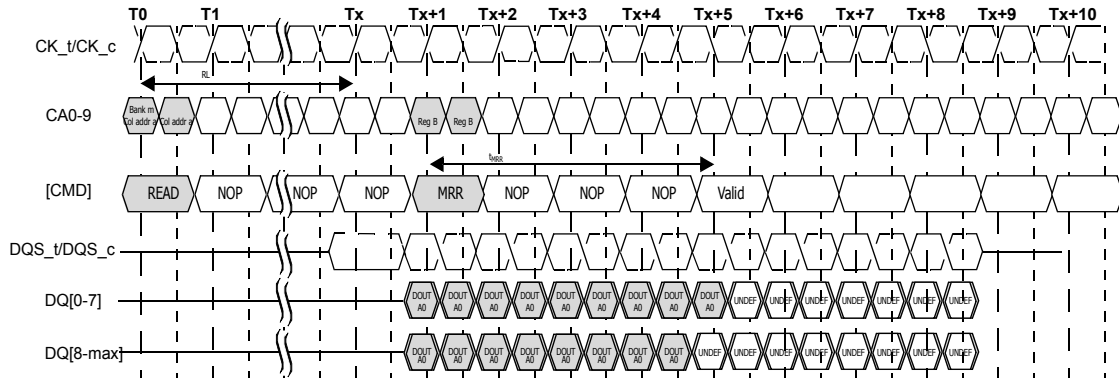 T0 T1 Tx Tx+1 Tx+2 Tx+3 Tx+4 Tx+5 Tx+6 Tx+7 Tx+8 Tx+9 Tx+10
CK_t/CK_c
RL
CA0-9 Bank m Col addr a Col addr a Reg B Reg B
tMRR
[CMD] READ NOP NOP NOP MRR NOP NOP NOP Valid
DQS_t/DQS_c
DQ[0-7] DOUT A0 DOUT A0 DOUT A0 DOUT A0 DOUT A0 DOUT A0 DOUT A0 DOUT A0 DOUT A0 UNDEF UNDEF UNDEF UNDEF UNDEF UNDEF UNDEF
DQ[8-max] DOUT A0 DOUT A0 DOUT A0 DOUT A0 DOUT A0 DOUT A0 DOUT A0 DOUT A0 UNDEF UNDEF UNDEF UNDEF UNDEF UNDEF UNDEF UNDEF